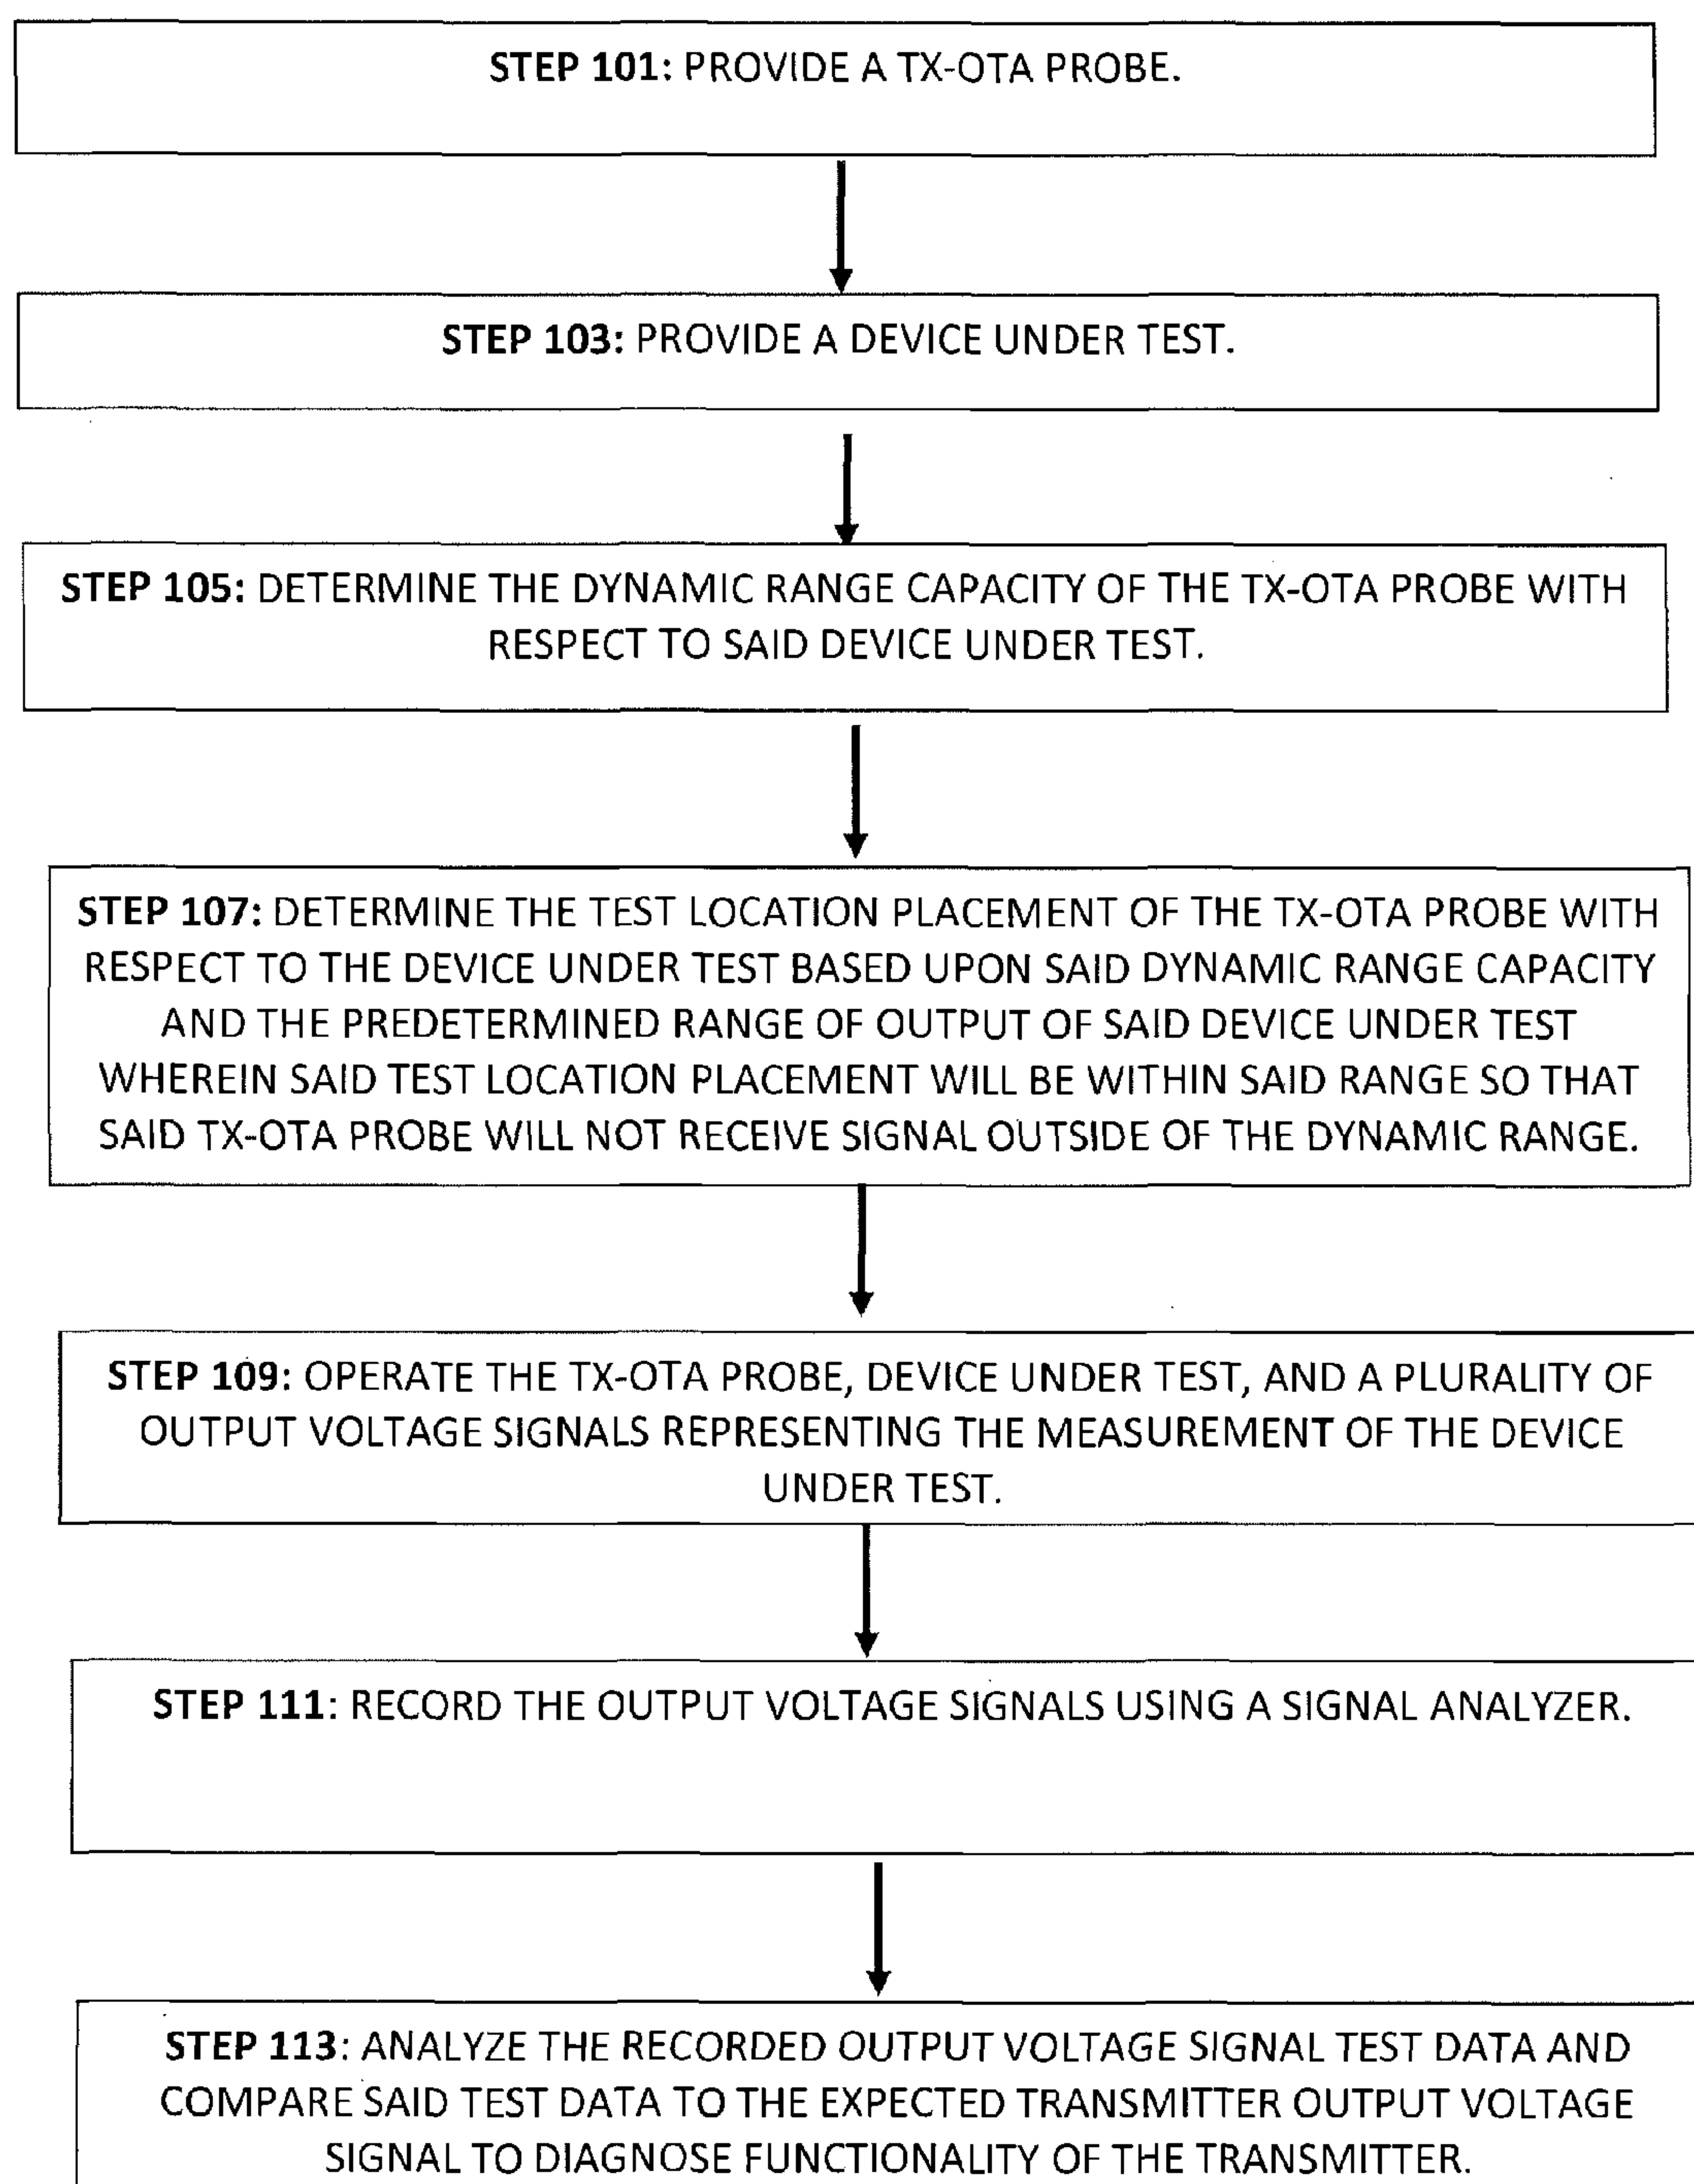 STEP 101: PROVIDE A TX-OTA PROBE.
STEP 103: PROVIDE A DEVICE UNDER TEST.
STEP 105: DETERMINE THE DYNAMIC RANGE CAPACITY OF THE TX-OTA PROBE WITH
RESPECT TO SAID DEVICE UNDER TEST.
STEP 107: DETERMINE THE TEST LOCATION PLACEMENT OF THE TX-OTA PROBE WITH
RESPECT TO THE DEVICE UNDER TEST BASED UPON SAID DYNAMIC RANGE CAPACITY
AND THE PREDETERMINED RANGE OF OUTPUT OF SAID DEVICE UNDER TEST
WHEREIN SAID TEST LOCATION PLACEMENT WILL BE WITHIN SAID RANGE SO THAT
SAID TX-OTA PROBE WILL NOT RECEIVE SIGNAL OUTSIDE OF THE DYNAMIC RANGE.
STEP 109: OPERATE THE TX-OTA PROBE, DEVICE UNDER TEST, AND A PLURALITY OF
OUTPUT VOLTAGE SIGNALS REPRESENTING THE MEASUREMENT OF THE DEVICE
UNDER TEST.
STEP 111: RECORD THE OUTPUT VOLTAGE SIGNALS USING A SIGNAL ANALYZER.
STEP 113: ANALYZE THE RECORDED OUTPUT VOLTAGE SIGNAL TEST DATA AND
COMPARE SAID TEST DATA TO THE EXPECTED TRANSMITTER OUTPUT VOLTAGE
SIGNAL TO DIAGNOSE FUNCTIONALITY OF THE TRANSMITTER.